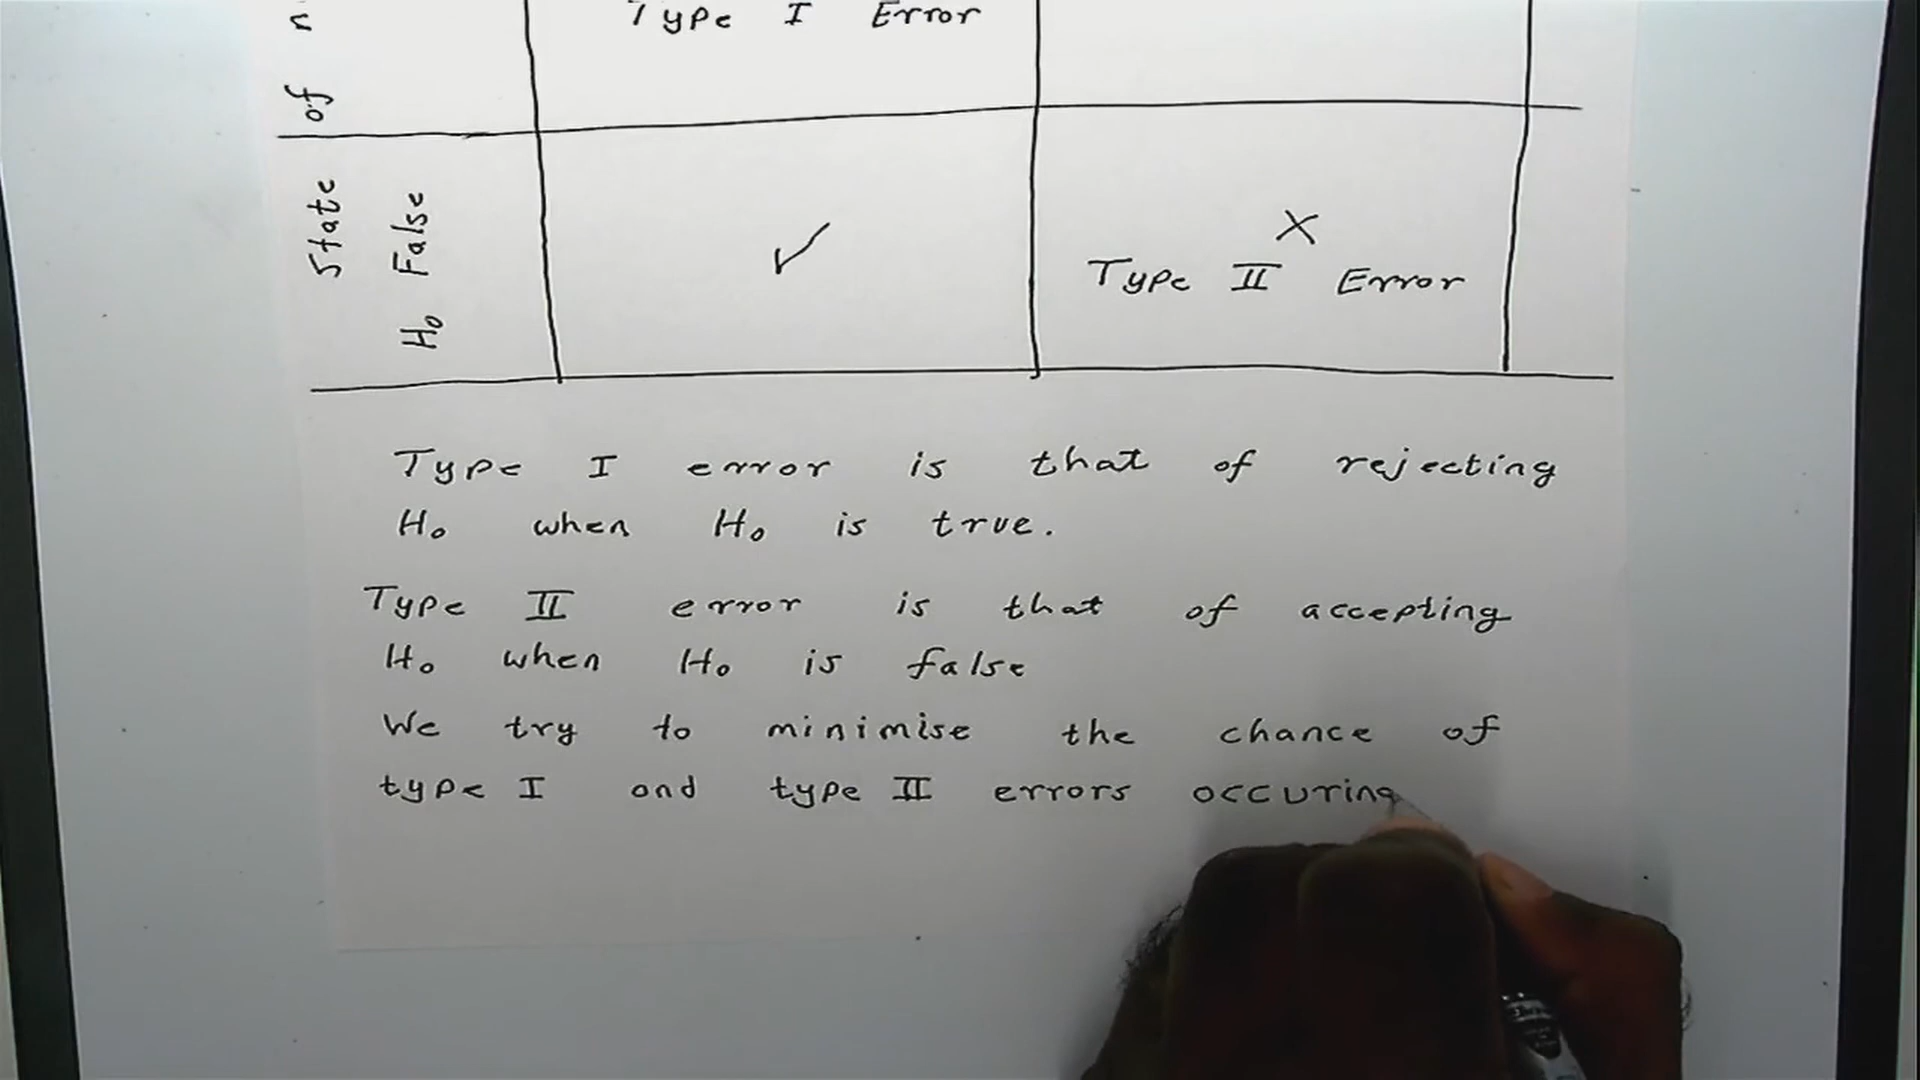 Type I Error
State of
H₀ False
✓
X
Type II Error
Type I error is that of rejecting
H₀ when H₀ is true.
Type II error is that of accepting
H₀ when H₀ is false
We try to minimise the chance of
type I and type II errors occuring